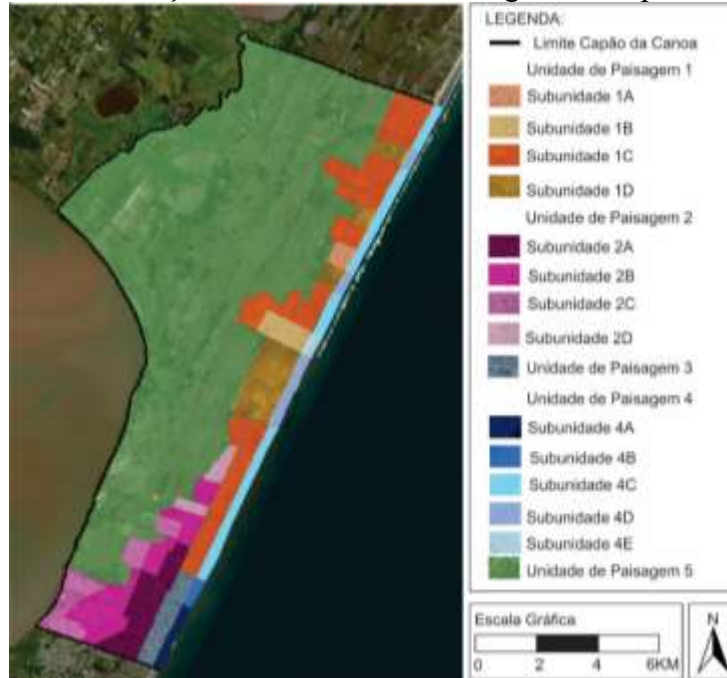 LEGENDA:
Limite Capão da Canoa
Unidade de Paisagem 1
Subunidade 1A
Subunidade 1B
Subunidade 1C
Subunidade 1D
Unidade de Paisagem 2
Subunidade 2A
Subunidade 2B
Subunidade 2C
Subunidade 2D
Unidade de Paisagem 3
Unidade de Paisagem 4
Subunidade 4A
Subunidade 4B
Subunidade 4C
Subunidade 4D
Subunidade 4E
Unidade de Paisagem 5
Escala Gráfica
0 2 4 6KM
N